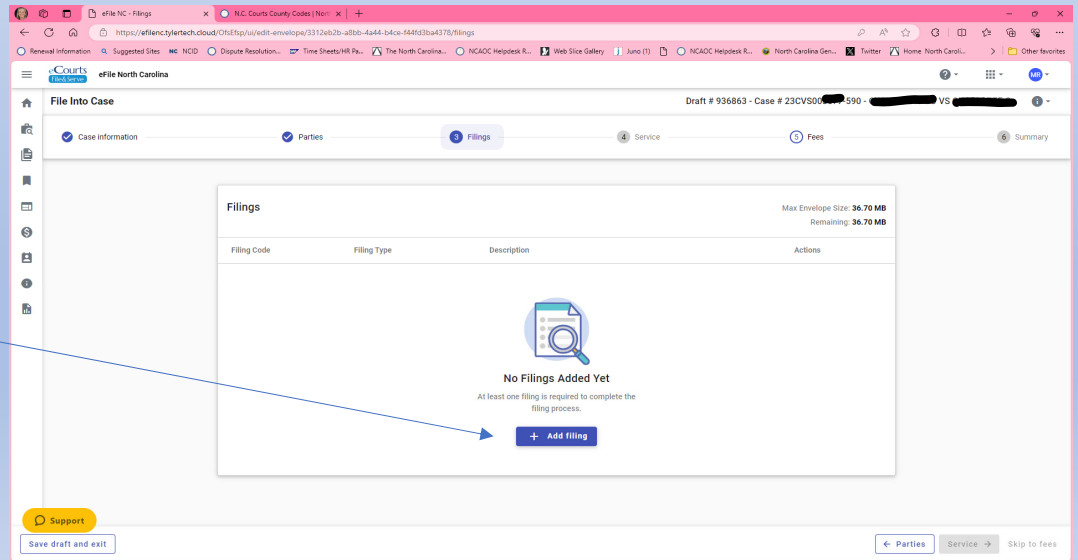 eFile NC - Filings
N.C. Courts County Codes | Nort
https://efilenc.tylertech.cloud/OfsEfsp/ui/edit-envelope/3312eb2b-a8bb-4a44-b4ce-f44fd3ba4378/filings
Renewal Information Suggested Sites NC NCID Dispute Resolution... Time Sheets/HR Pa... The North Carolina... NCAOC Helpdesk R... Web Slice Gallery Juno (1) NCAOC Helpdesk R... North Carolina Gen... Twitter Home North Caroli... Other favorites
eCourts
File&Serve
eFile North Carolina
MR
File Into Case
Draft # 936863 - Case # 23CVS00 -590 - VS
Case information
Parties
3 Filings
4 Service
5 Fees
6 Summary
Filings
Max Envelope Size: 36.70 MB
Remaining: 36.70 MB
Filing Code Filing Type Description Actions
No Filings Added Yet
At least one filing is required to complete the
filing process.
+ Add filing
Support
Save draft and exit
← Parties
Service →
Skip to fees